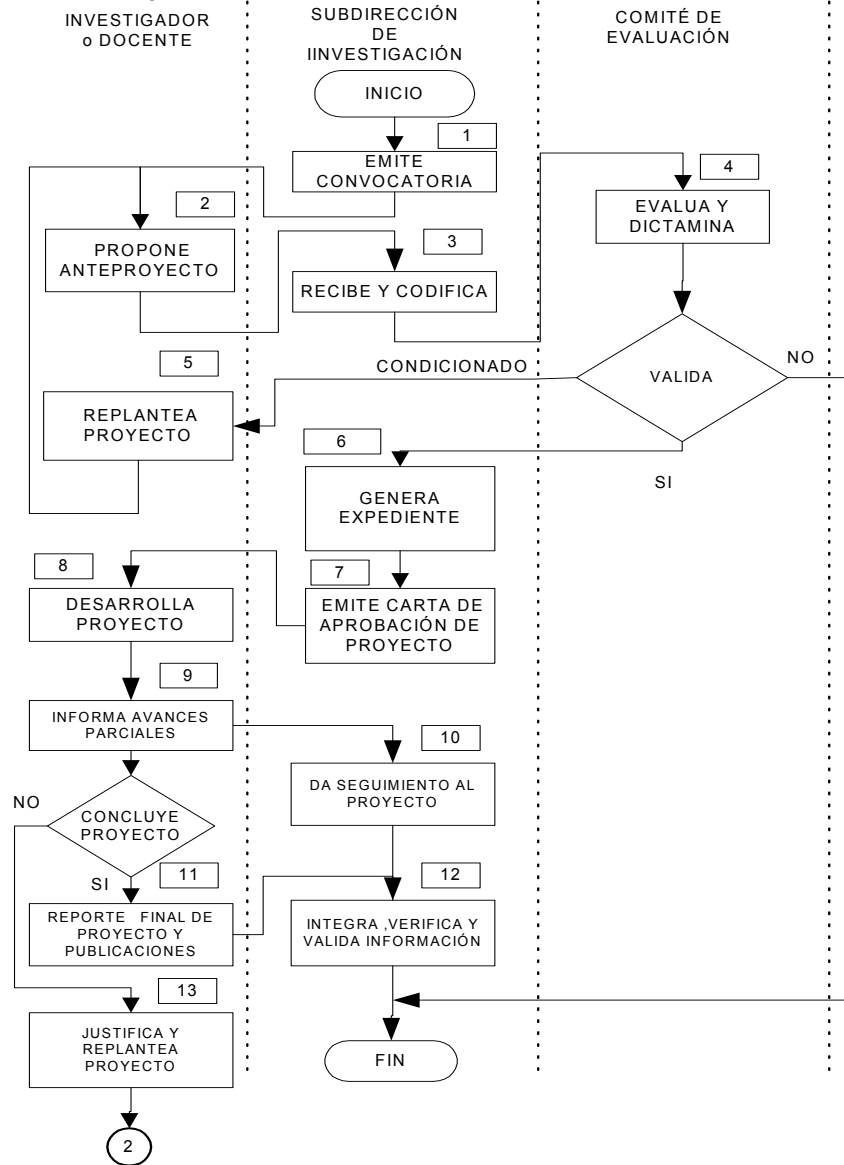 INVESTIGADOR
o DOCENTE
SUBDIRECCIÓN
DE
IINVESTIGACIÓN
COMITÉ DE
EVALUACIÓN
INICIO
1
EMITE
CONVOCATORIA
2
PROPONE
ANTEPROYECTO
3
RECIBE Y CODIFICA
4
EVALUA Y
DICTAMINA
VALIDA
NO
CONDICIONADO
SI
5
REPLANTEA
PROYECTO
6
GENERA
EXPEDIENTE
7
EMITE CARTA DE
APROBACIÓN DE
PROYECTO
8
DESARROLLA
PROYECTO
9
INFORMA AVANCES
PARCIALES
10
DA SEGUIMIENTO AL
PROYECTO
NO
CONCLUYE
PROYECTO
SI
11
REPORTE FINAL DE
PROYECTO Y
PUBLICACIONES
12
INTEGRA ,VERIFICA Y
VALIDA INFORMACIÓN
13
JUSTIFICA Y
REPLANTEA
PROYECTO
FIN
2